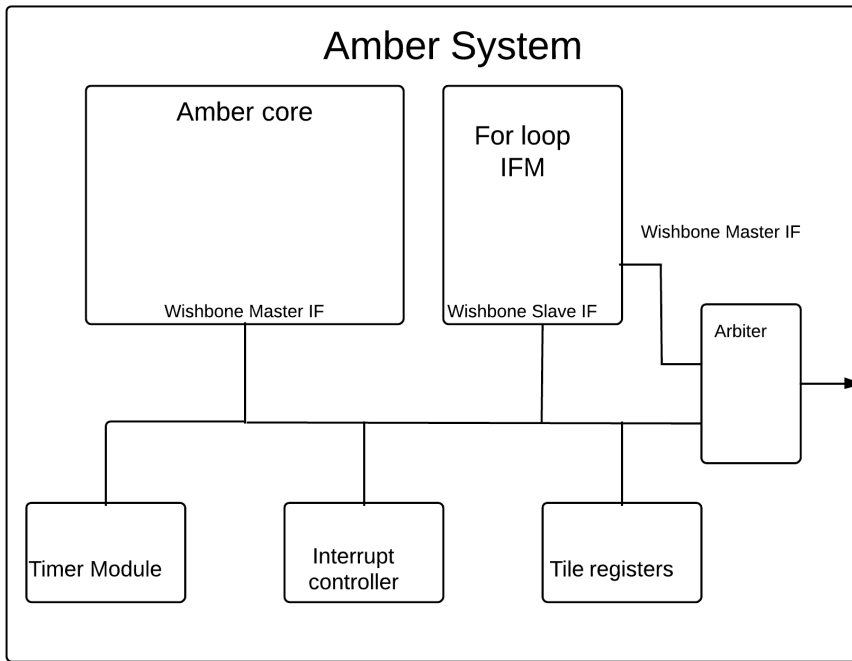 Amber System
Amber core
For loop
IFM
Wishbone Master IF
Wishbone Master IF
Wishbone Slave IF
Arbiter
Timer Module
Interrupt
controller
Tile registers